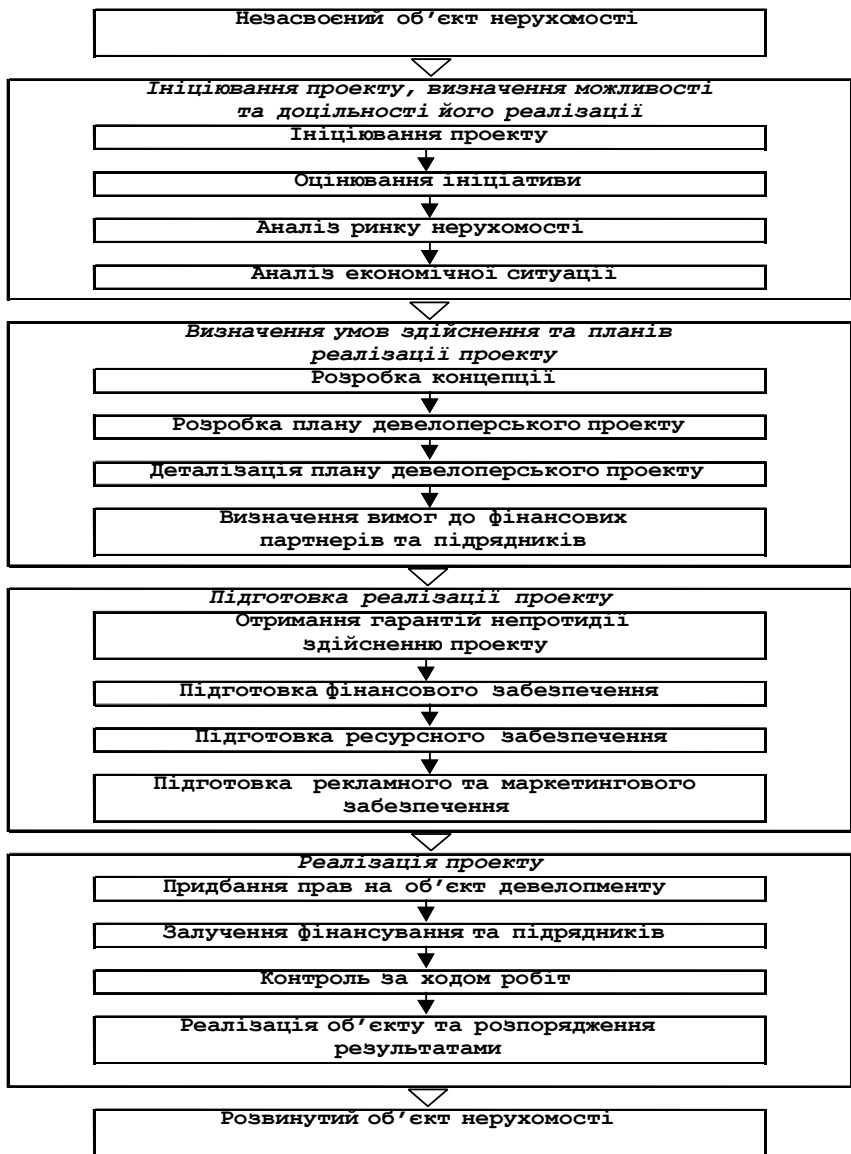 Незасвоєний об’єкт нерухомості
Ініціювання проекту, визначення можливості
та доцільності його реалізації
Ініціювання проекту
Оцінювання ініціативи
Аналіз ринку нерухомості
Аналіз економічної ситуації
Визначення умов здійснення та планів
реалізації проекту
Розробка концепції
Розробка плану девелоперського проекту
Деталізація плану девелоперського проекту
Визначення вимог до фінансових
партнерів та підрядників
Підготовка реалізації проекту
Отримання гарантій непротидії
здійсненню проекту
Підготовка фінансового забезпечення
Підготовка ресурсного забезпечення
Підготовка рекламного та маркетингового
забезпечення
Реалізація проекту
Придбання прав на об’єкт девелопменту
Залучення фінансування та підрядників
Контроль за ходом робіт
Реалізація об’єкту та розпорядження
результатами
Розвинутий об’єкт нерухомості